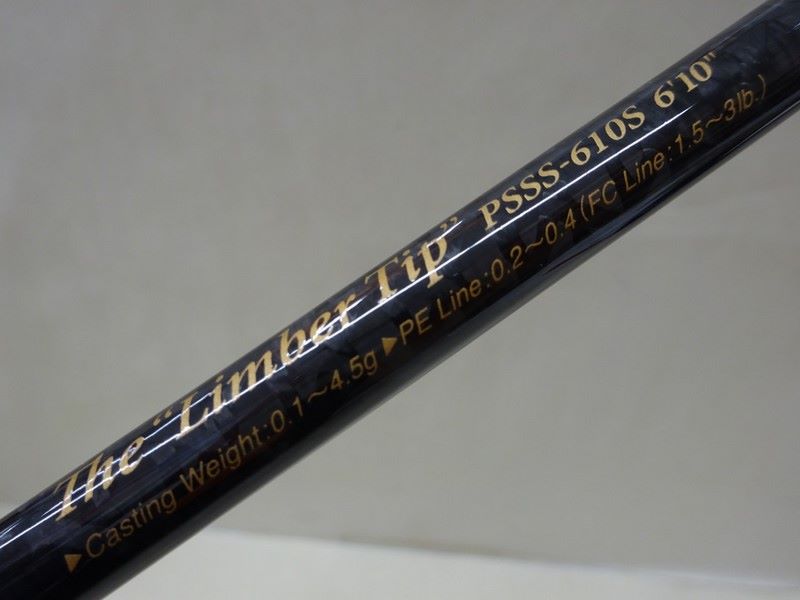 The “Limber Tip” PSSS-610S 6'10"
▶Casting Weight:0.1～4.5g ▶PE Line:0.2～0.4(FC Line:1.5～3lb.)